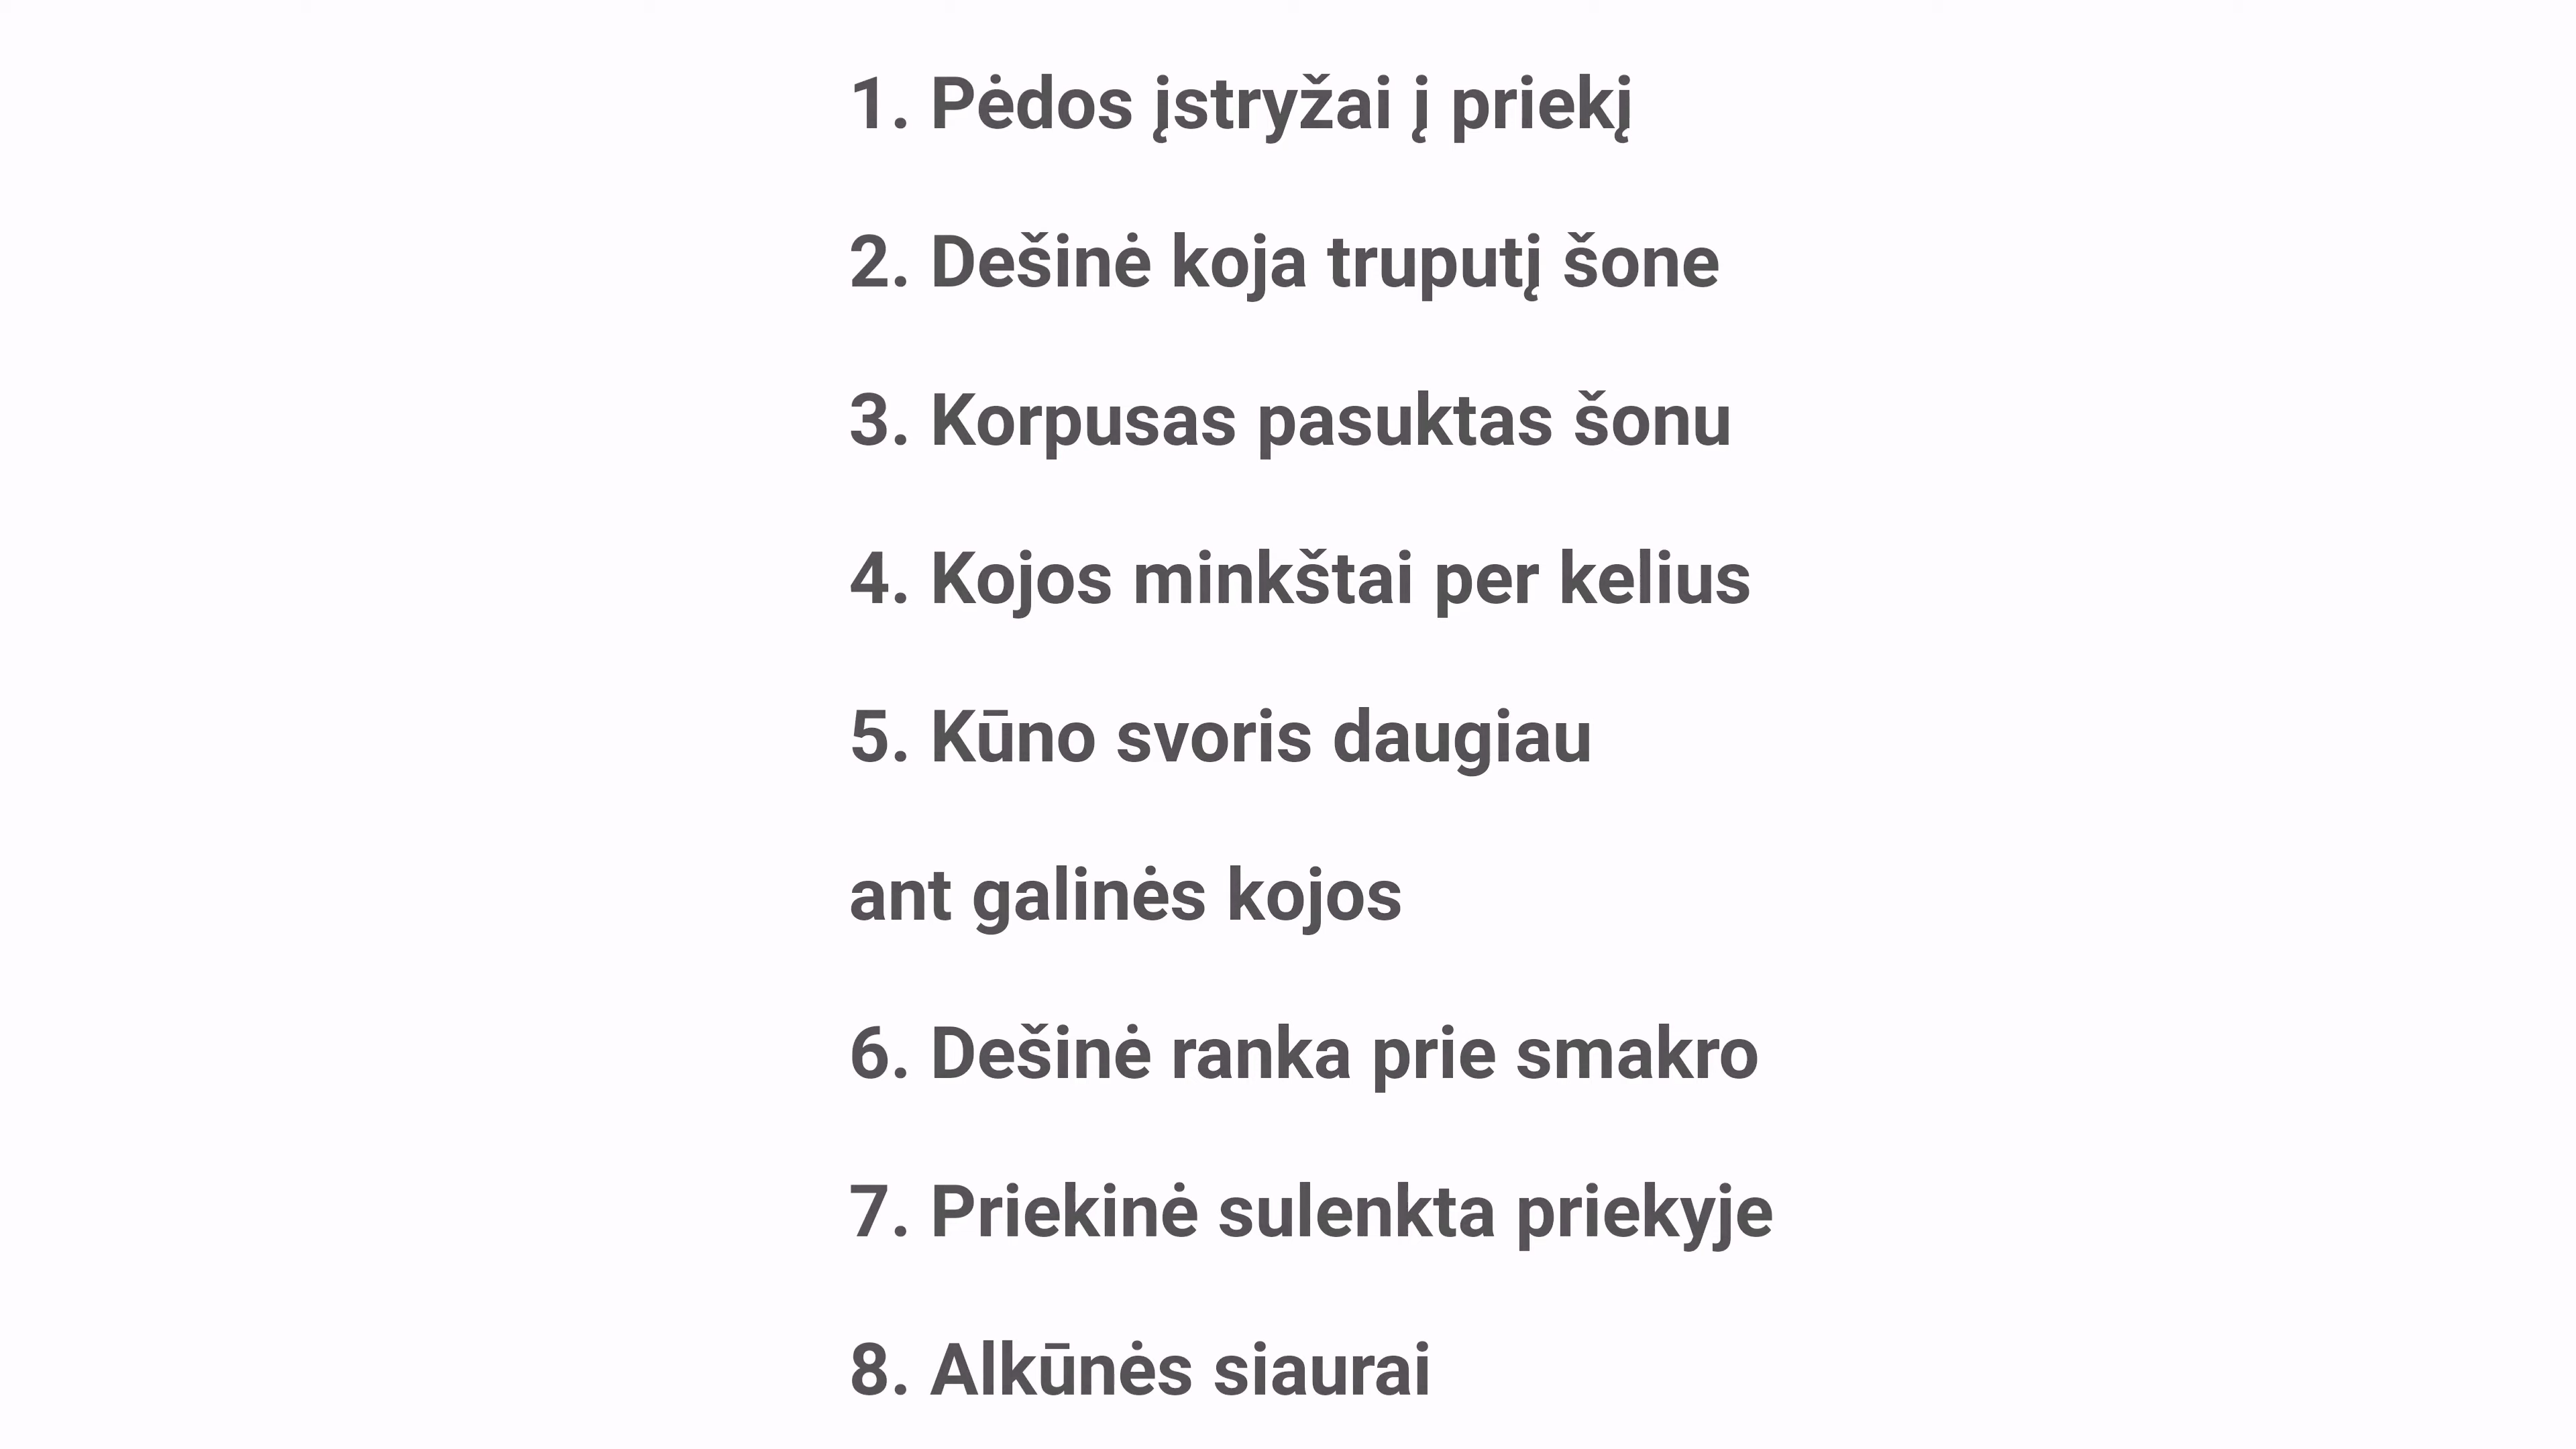 1. Pėdos įstryžai į priekį
2. Dešinė koja truputį šone
3. Korpusas pasuktas šonu
4. Kojos minkštai per kelius
5. Kūno svoris daugiau
ant galinės kojos
6. Dešinė ranka prie smakro
7. Priekinė sulenkta priekyje
8. Alkūnės siaurai